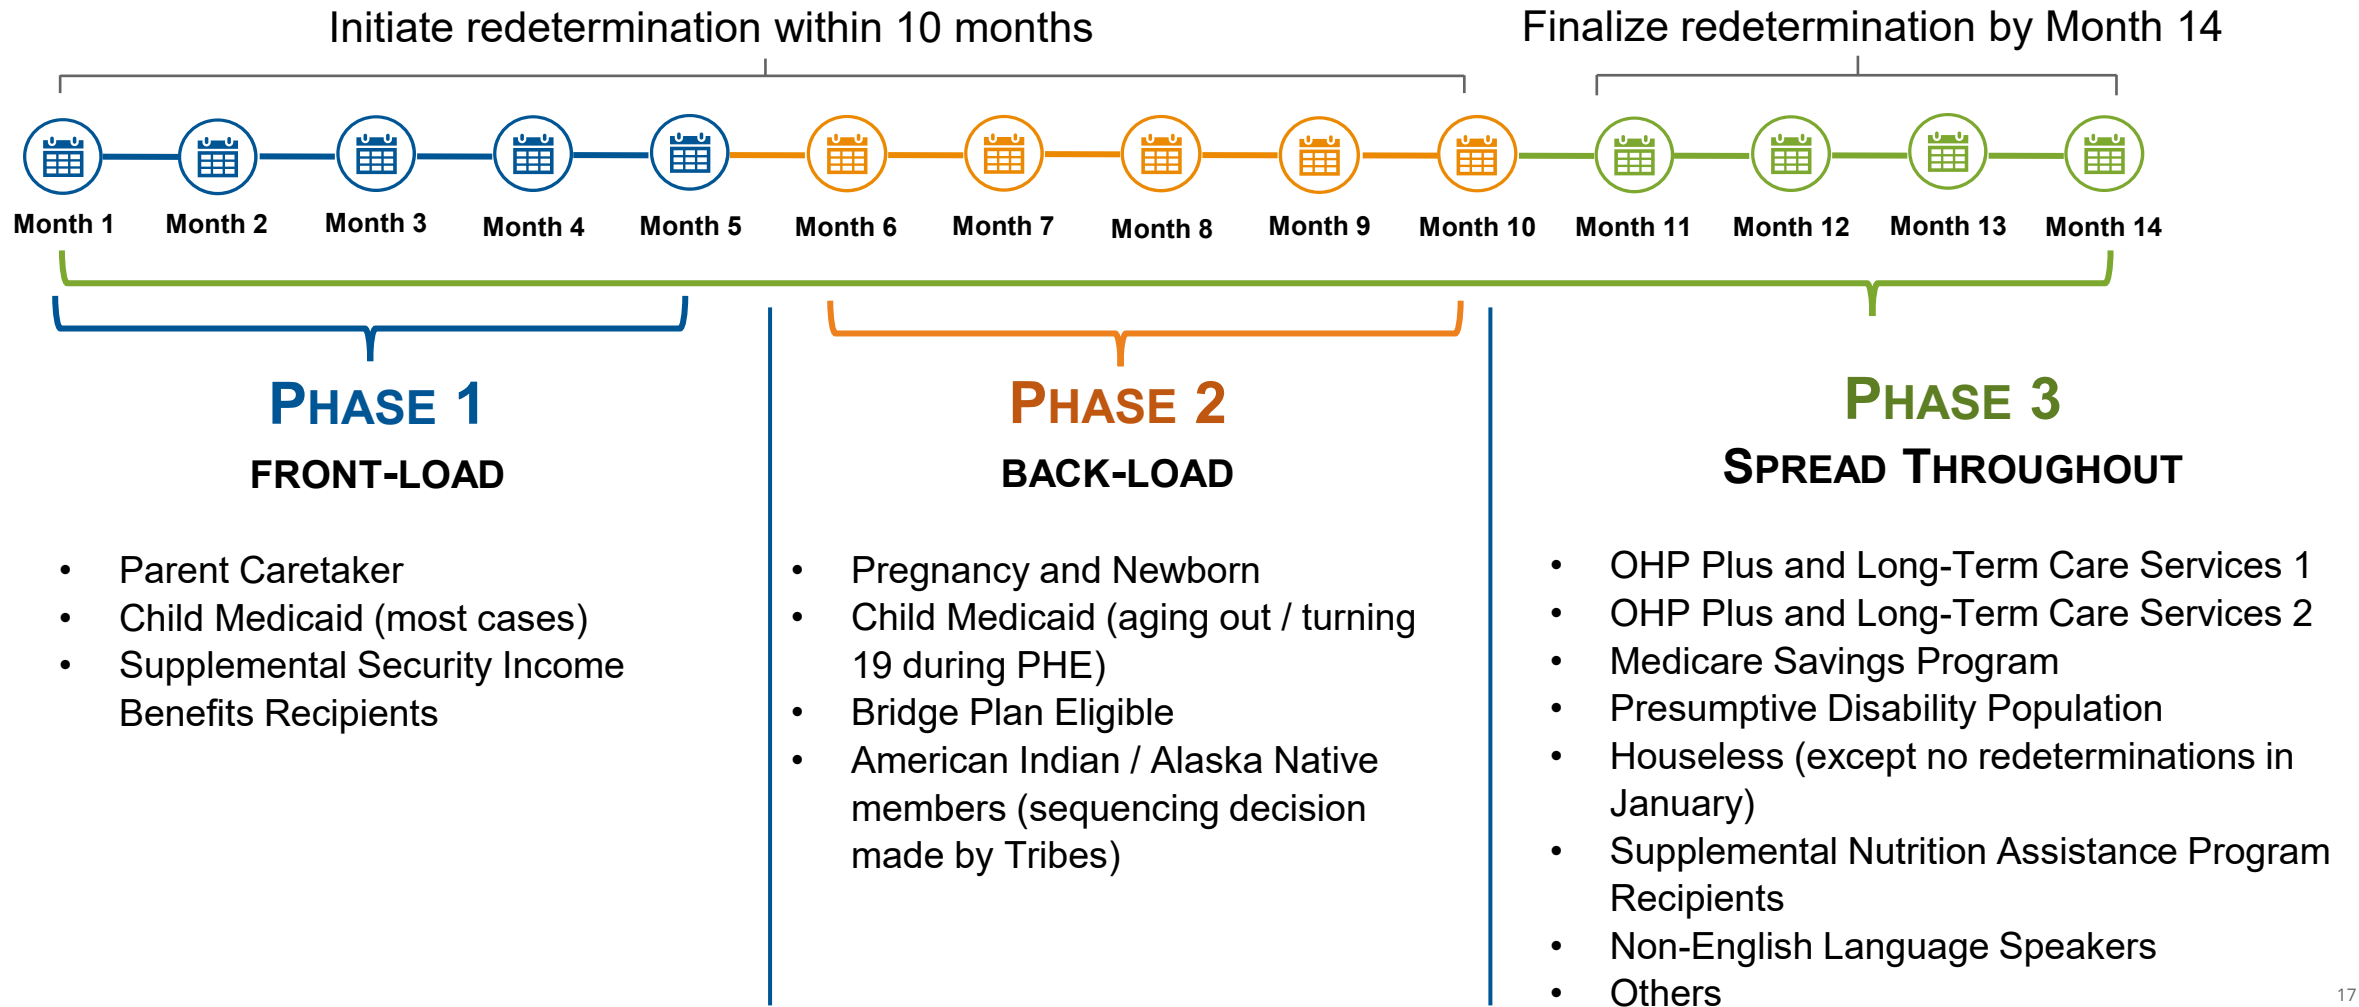 Initiate redetermination within 10 months
Finalize redetermination by Month 14
Month 1
Month 2
Month 3
Month 4
Month 5
Month 6
Month 7
Month 8
Month 9
Month 10
Month 11
Month 12
Month 13
Month 14
PHASE 1
FRONT-LOAD
• Parent Caretaker
• Child Medicaid (most cases)
• Supplemental Security Income
Benefits Recipients
PHASE 2
BACK-LOAD
• Pregnancy and Newborn
• Child Medicaid (aging out / turning
19 during PHE)
• Bridge Plan Eligible
• American Indian / Alaska Native
members (sequencing decision
made by Tribes)
PHASE 3
SPREAD THROUGHOUT
• OHP Plus and Long-Term Care Services 1
• OHP Plus and Long-Term Care Services 2
• Medicare Savings Program
• Presumptive Disability Population
• Houseless (except no redeterminations in
January)
• Supplemental Nutrition Assistance Program
Recipients
• Non-English Language Speakers
• Others
17